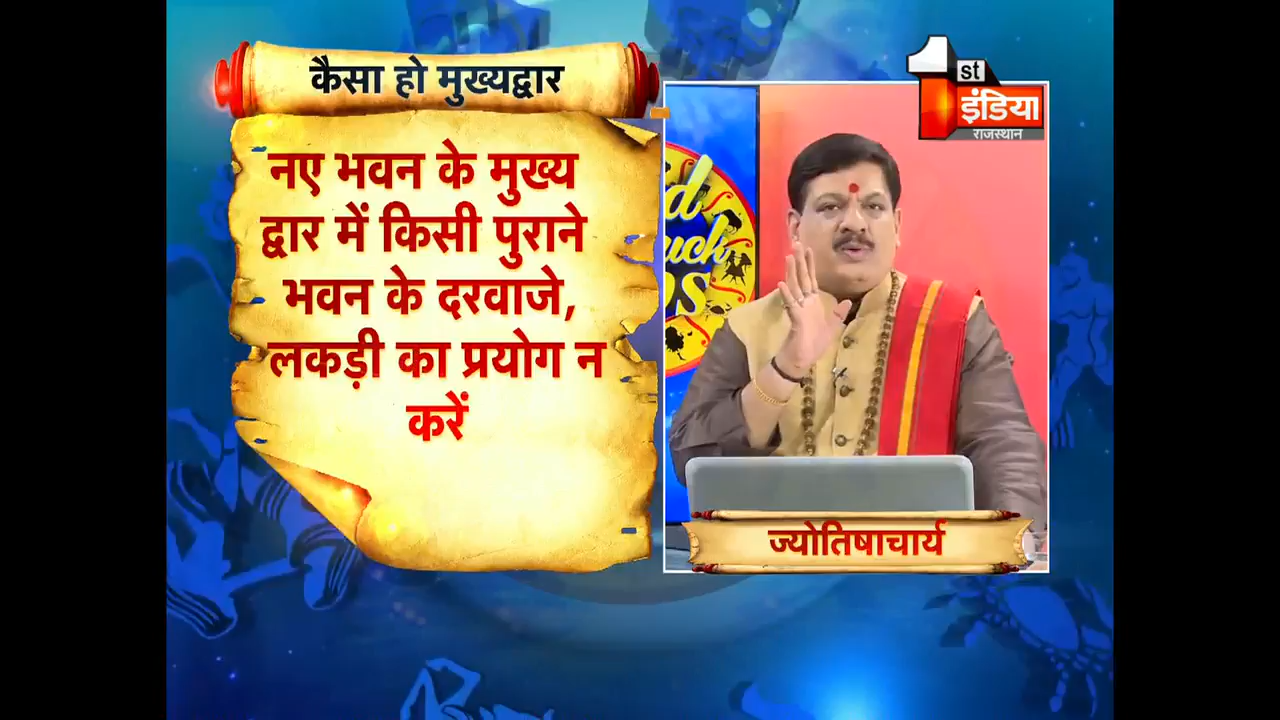 कैसा हो मुख्यद्वार
नए भवन के मुख्य
द्वार में किसी पुराने
भवन के दरवाजे,
लकड़ी का प्रयोग न
करें
1st
इंडिया
राजस्थान
ज्योतिषाचार्य